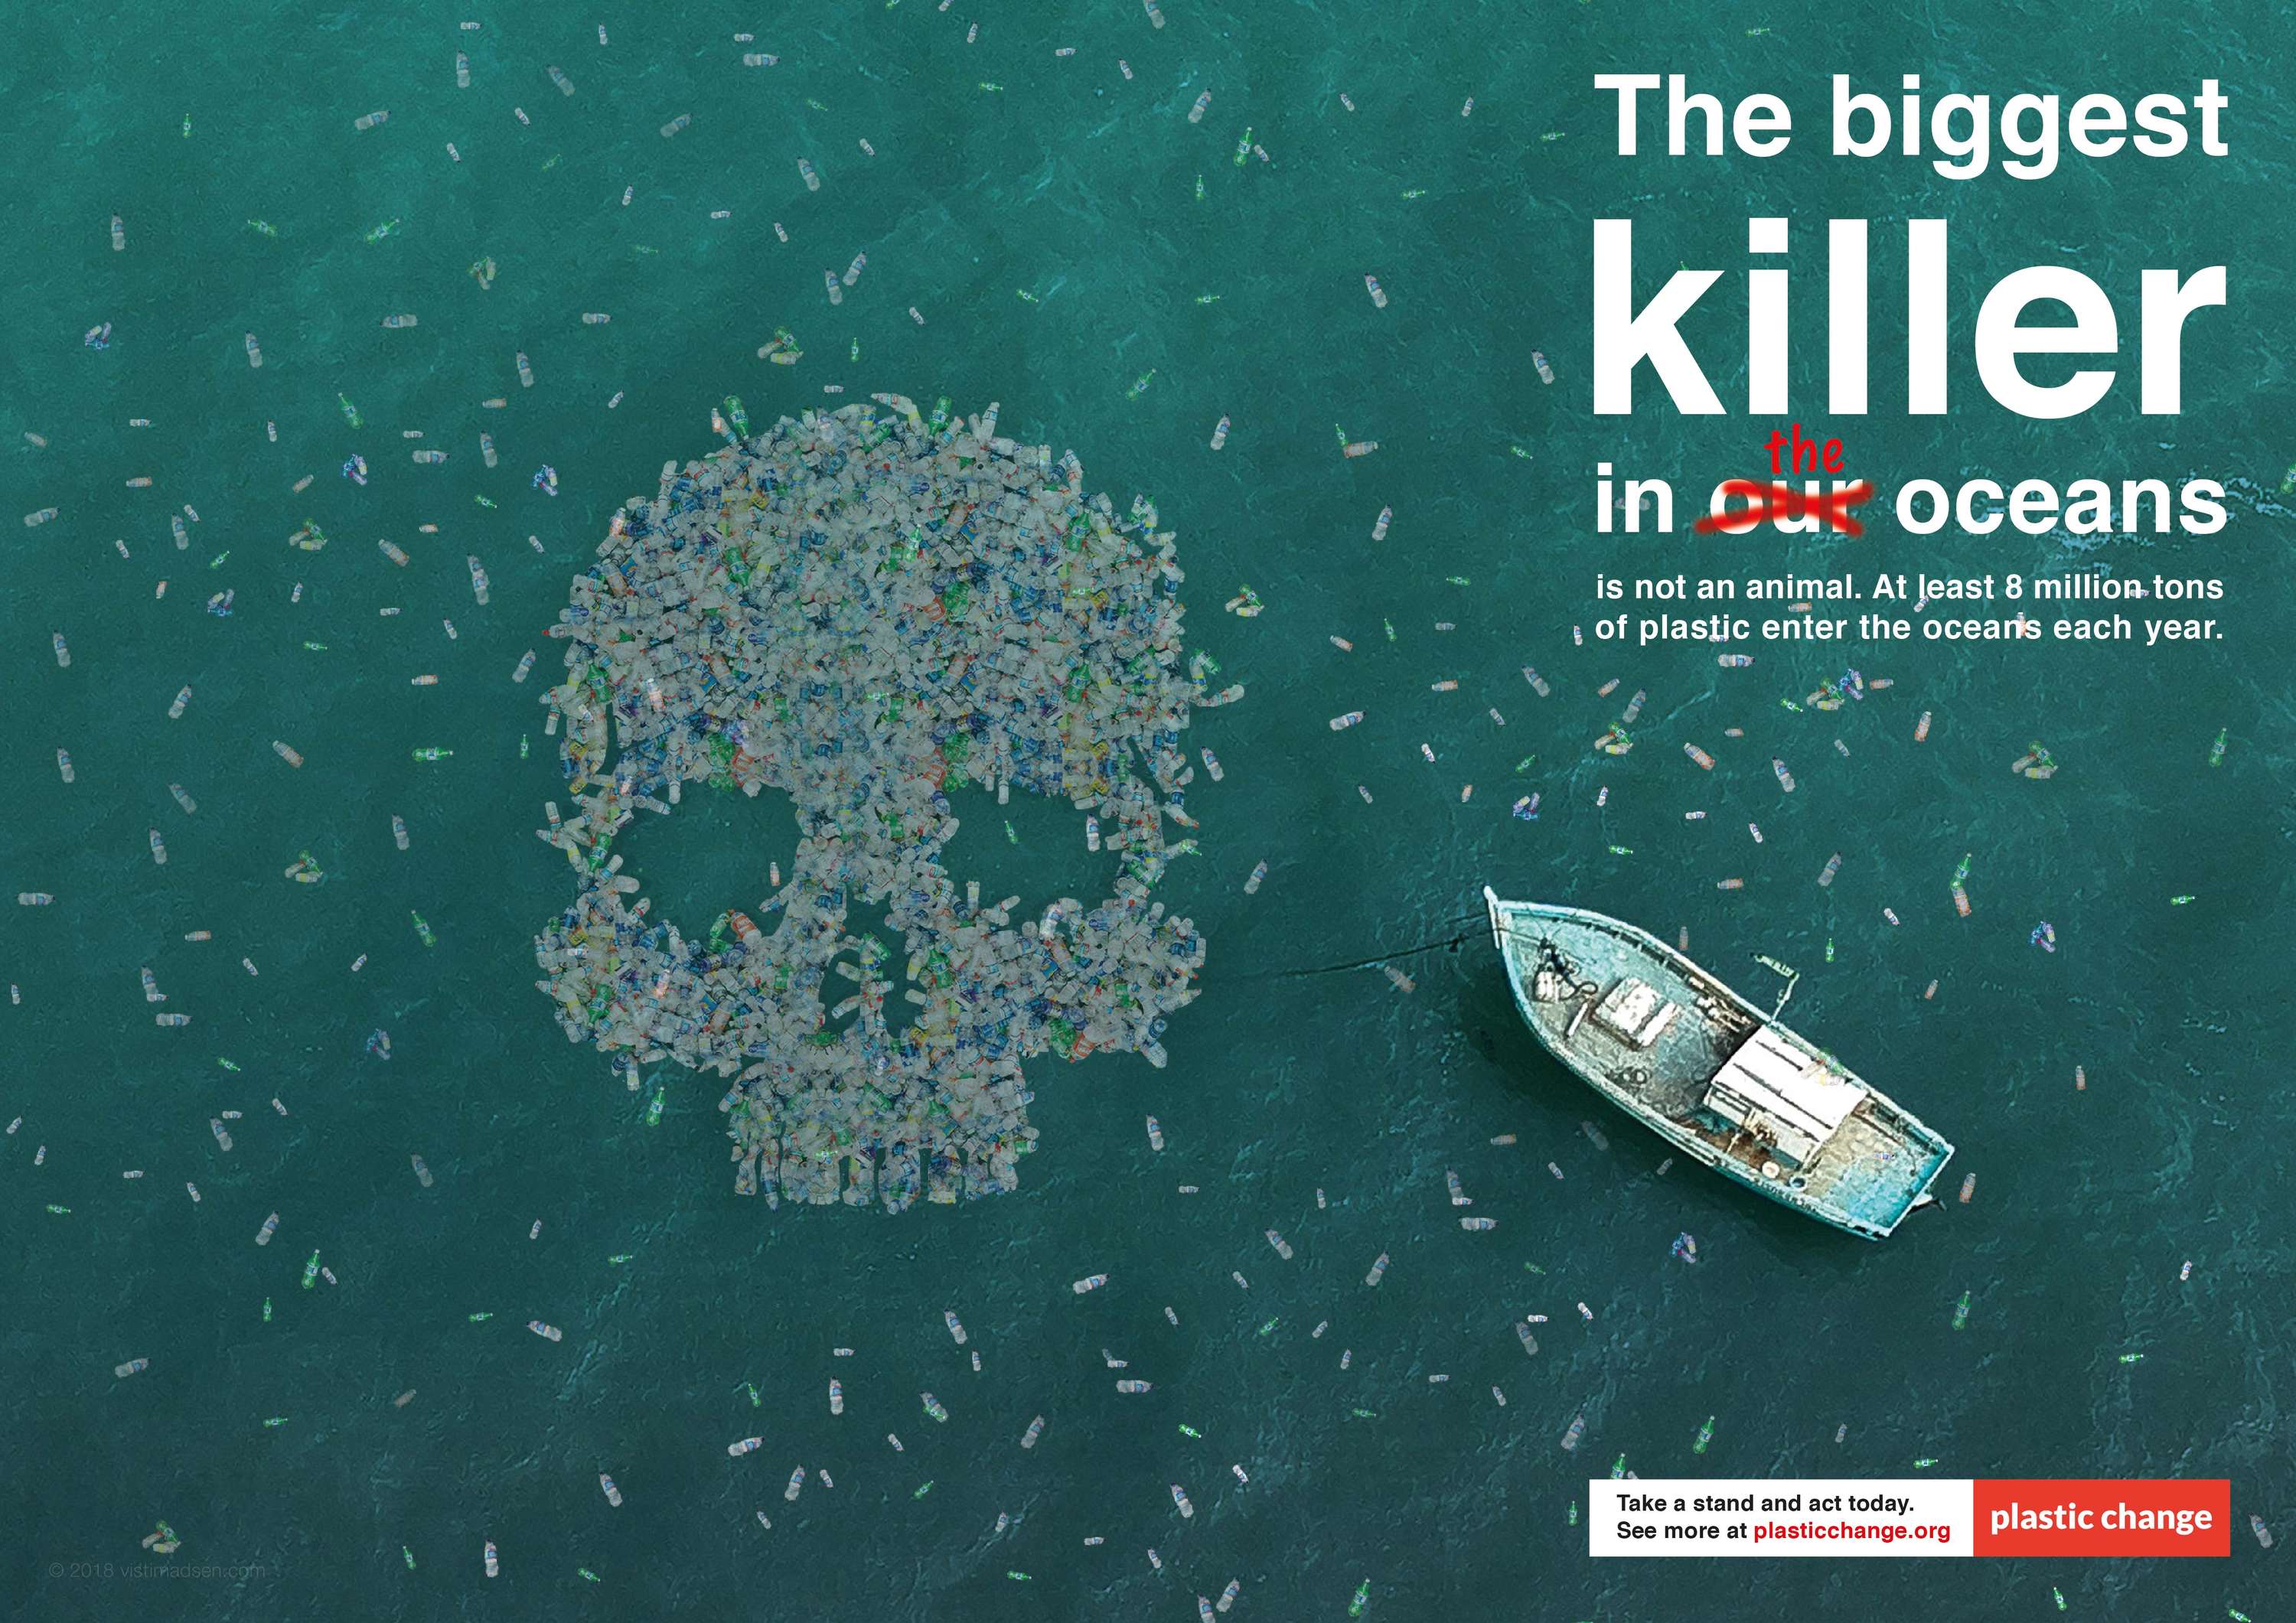 The biggest
killer
the
in our oceans
is not an animal. At least 8 million tons
of plastic enter the oceans each year.
Take a stand and act today.
See more at plasticchange.org
plastic change
© 2018 vistimadsen.com